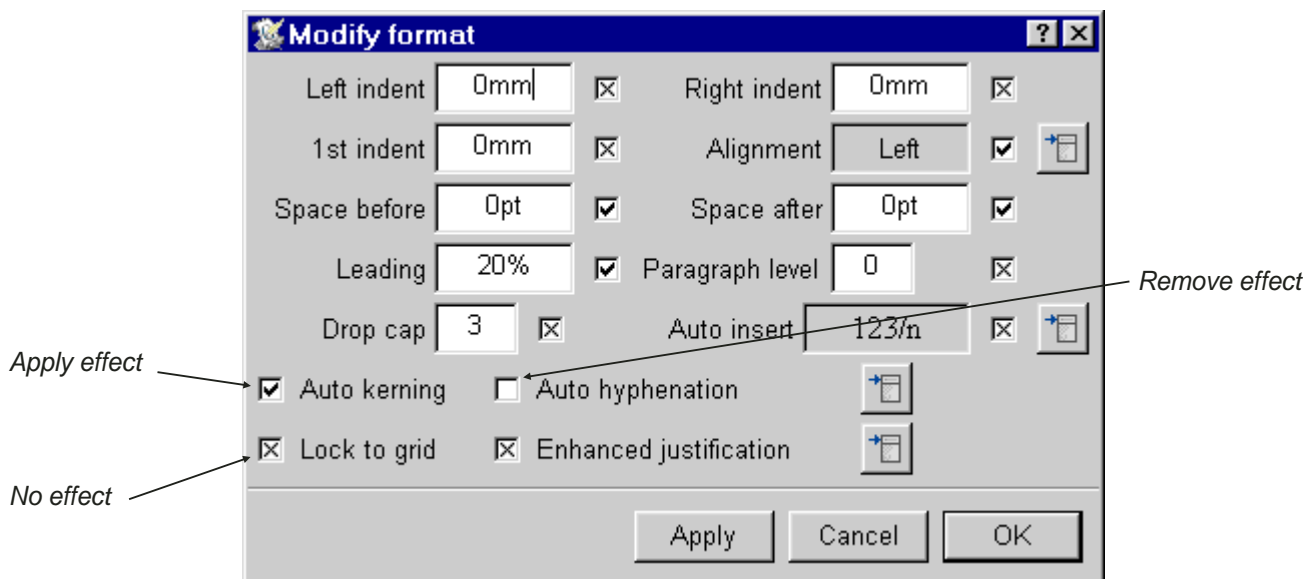 Modify format
Left indent 0mm Right indent 0mm
1st indent 0mm Alignment Left
Space before 0pt Space after 0pt
Leading 20% Paragraph level 0
Remove effect
Drop cap 3 Auto insert 123/n
Apply effect
Auto kerning Auto hyphenation
Lock to grid Enhanced justification
No effect
Apply Cancel OK